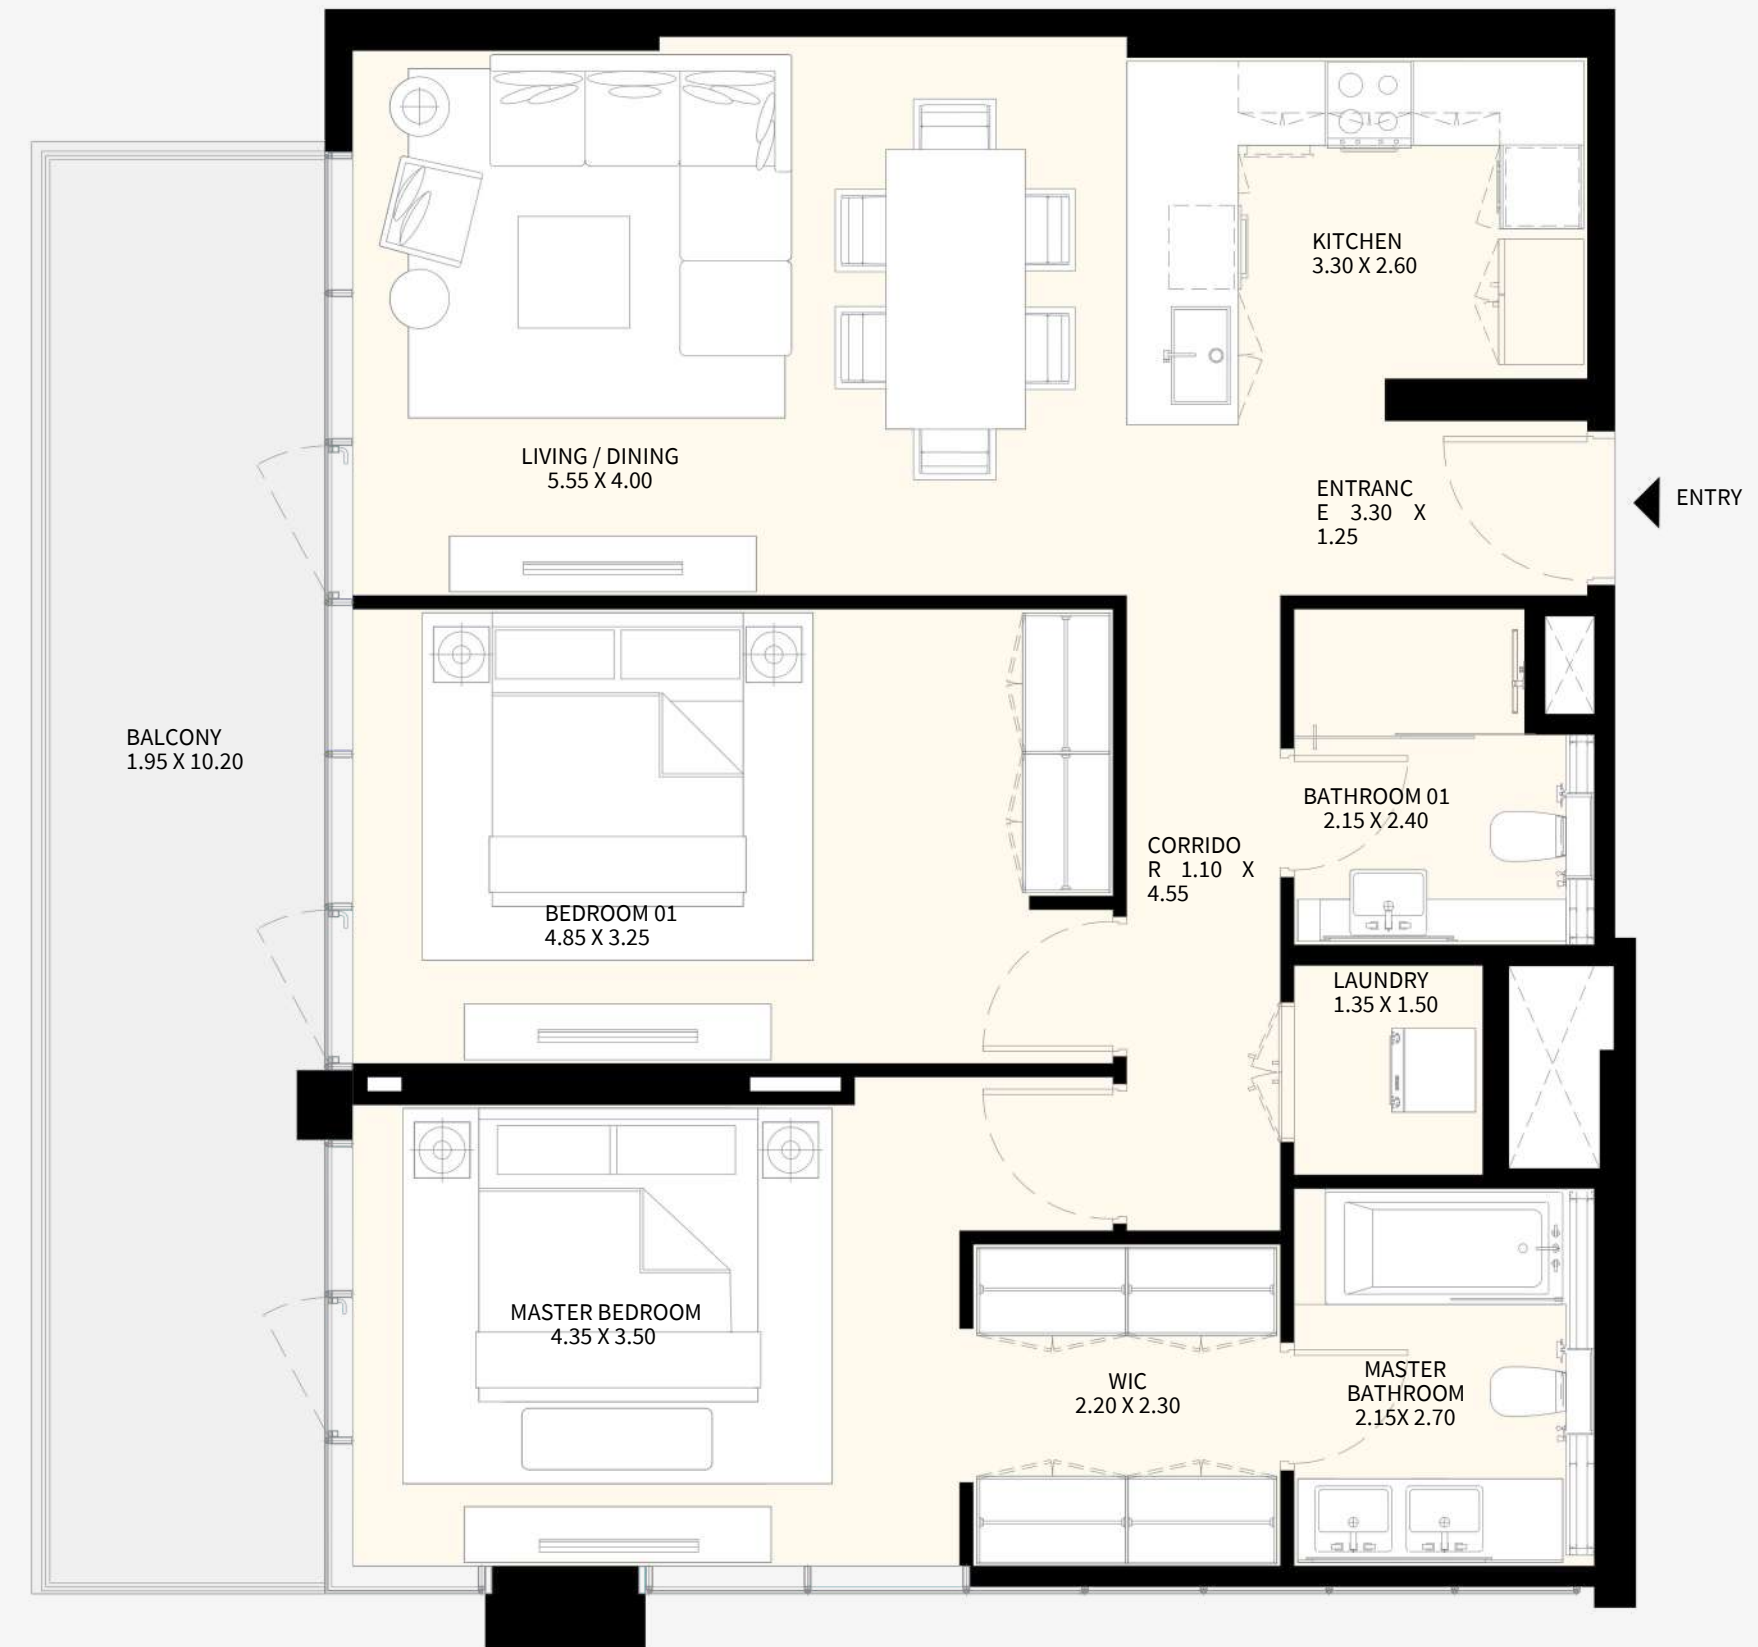 KITCHEN
3.30 X 2.60
LIVING / DINING
5.55 X 4.00
ENTRANC
E 3.30 X
1.25
ENTRY
BALCONY
1.95 X 10.20
BATHROOM 01
2.15 X 2.40
CORRIDO
R 1.10 X
4.55
BEDROOM 01
4.85 X 3.25
LAUNDRY
1.35 X 1.50
MASTER BEDROOM
4.35 X 3.50
WIC
2.20 X 2.30
MASTER
BATHROOM
2.15X 2.70